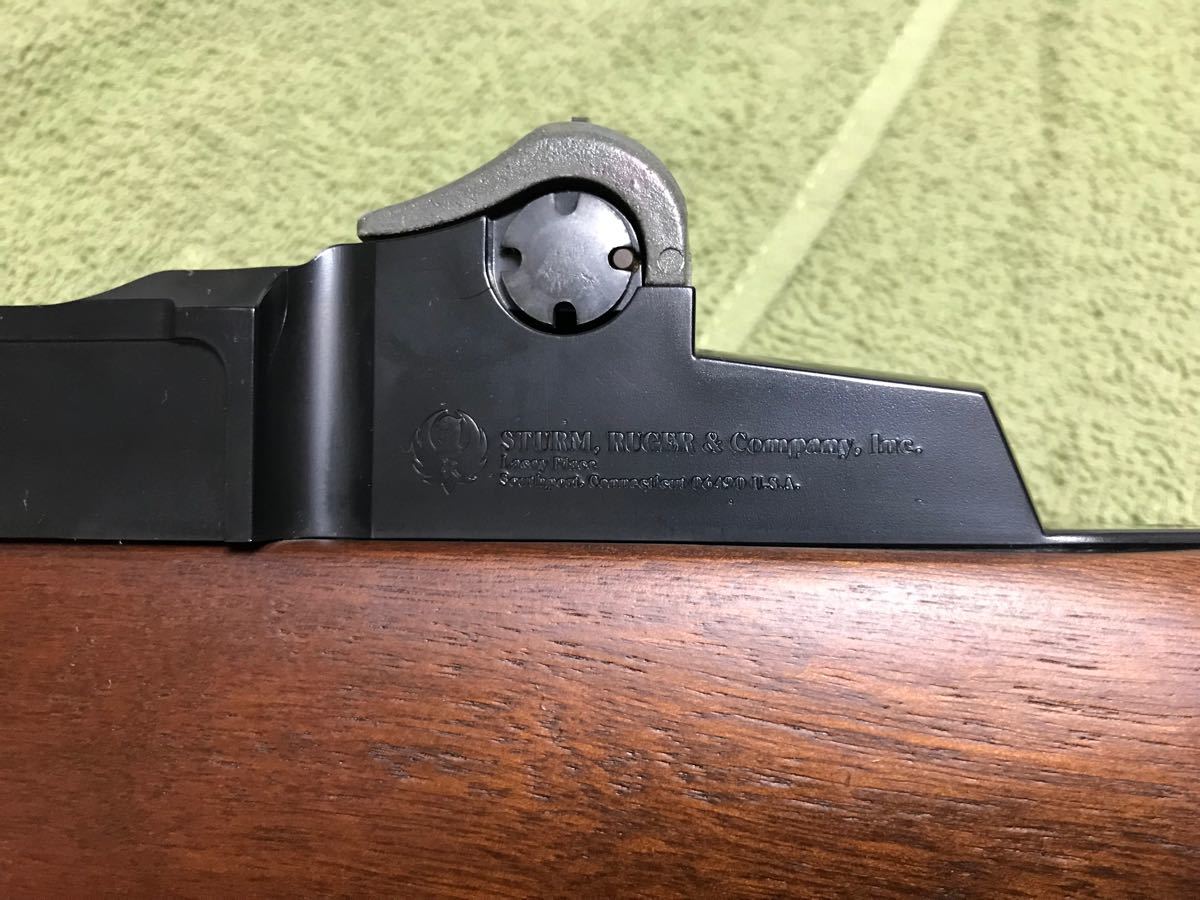 STURM, RUGER & Company, Inc.
Lacey Place
Southport, Connecticut 06490 U.S.A.